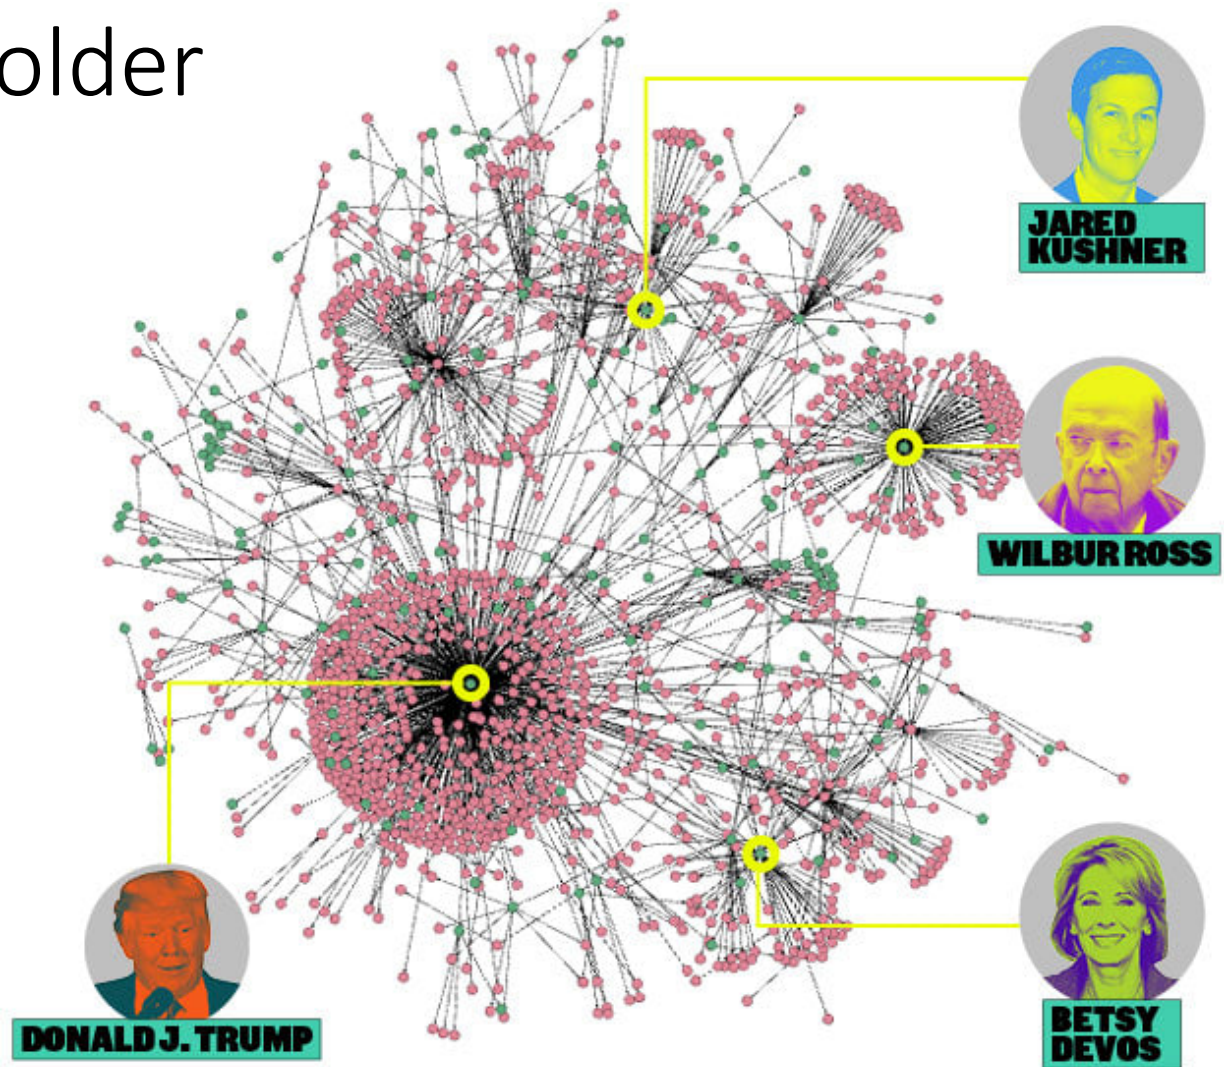 older
JARED
KUSHNER
WILBUR ROSS
DONALD J. TRUMP
BETSY
DEVOS